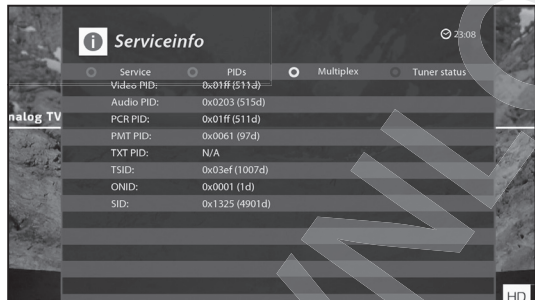 Serviceinfo
23:08
Service PIDs Multiplex Tuner status
Video PID: 0x01ff (511d)
Audio PID: 0x0203 (515d)
nalog TV
PCR PID: 0x01ff (511d)
PMT PID: 0x0061 (97d)
TXT PID: N/A
TSID: 0x03ef (1007d)
ONID: 0x0001 (1d)
SID: 0x1325 (4901d)
HD